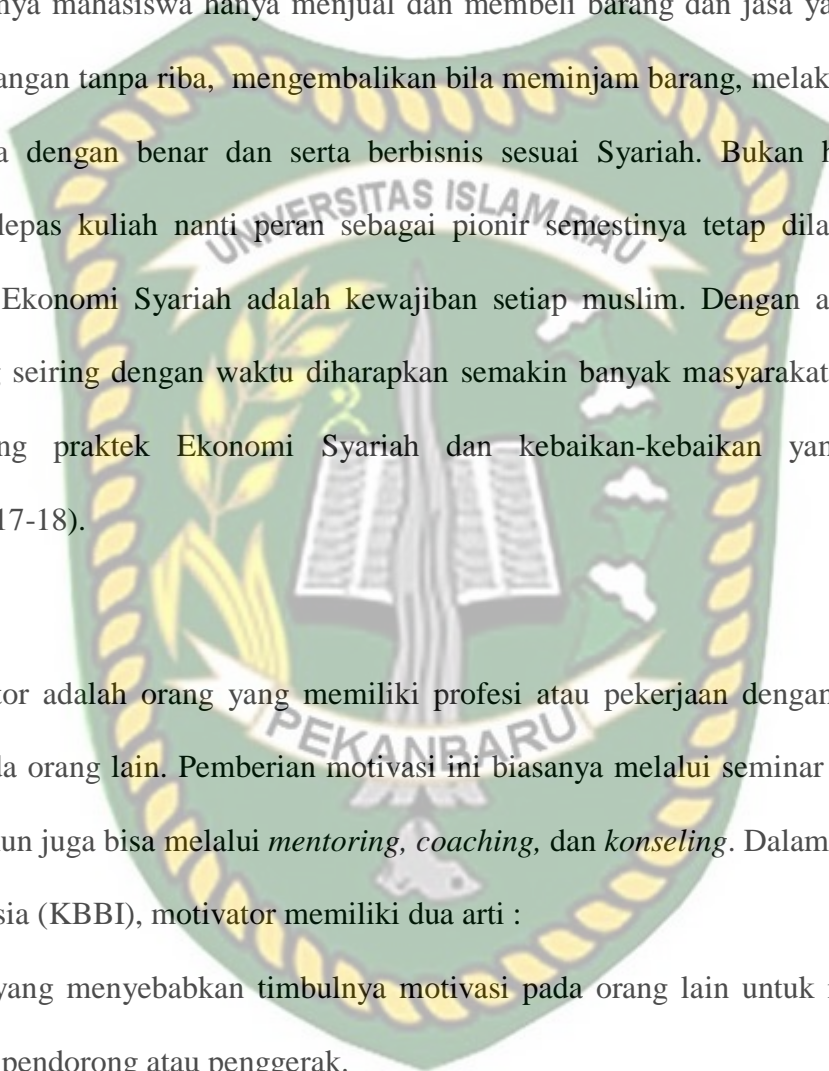 nya mahasiswa hanya menjual dan membeli barang dan jasa
angan tanpa riba, mengembalikan bila meminjam barang,
dengan benar dan serta berbisnis sesuai Syariah. Bukan
UNIVERSITAS ISLAM RIAU
lepas kuliah nanti peran sebagai pionir semestinya tetap
Ekonomi Syariah adalah kewajiban setiap muslim. Dengan
seiring dengan waktu diharapkan semakin banyak masyarakat
praktek Ekonomi Syariah dan kebaikan-kebaikan
17-18).
tor adalah orang yang memiliki profesi atau pekerjaan dengan
PEKANBARU
da orang lain. Pemberian motivasi ini biasanya melalui seminar
un juga bisa melalui mentoring, coaching, dan konseling. Dalam
sia (KBBI), motivator memiliki dua arti :
yang menyebabkan timbulnya motivasi pada orang lain untuk
pendorong atau penggerak.